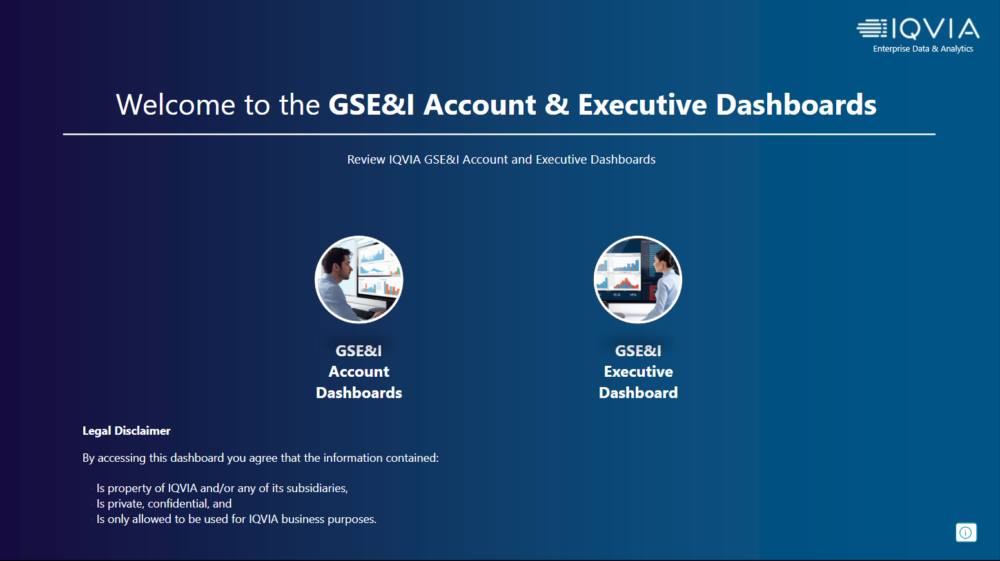 IQVIA
Enterprise Data & Analytics
Welcome to the GSE&I Account & Executive Dashboards
Review IQVIA GSE&I Account and Executive Dashboards
GSE&I
Account
Dashboards
GSE&I
Executive
Dashboard
Legal Disclaimer
By accessing this dashboard you agree that the information contained:
Is property of IQVIA and/or any of its subsidiaries,
Is private, confidential, and
Is only allowed to be used for IQVIA business purposes.